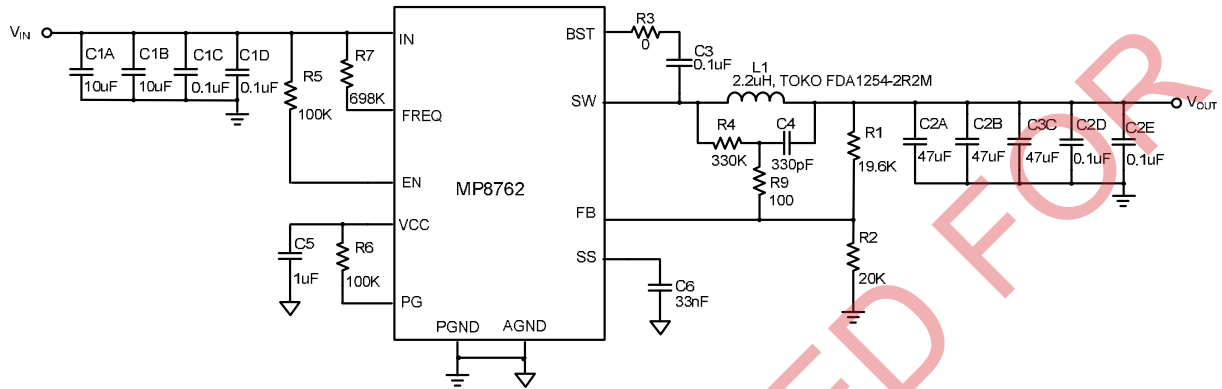 VIN
C1A
10uF
C1B
10uF
C1C
0.1uF
C1D
0.1uF
R5
100K
R7
698K
IN
FREQ
EN
VCC
PG
C5
1uF
R6
100K
MP8762
PGND
AGND
BST
SW
FB
SS
R3
0
C3
0.1uF
L1
2.2uH, TOKO FDA1254-2R2M
R4
330K
C4
330pF
R9
100
R1
19.6K
R2
20K
C6
33nF
C2A
47uF
C2B
47uF
C3C
47uF
C2D
0.1uF
C2E
0.1uF
VOUT
ED FOR